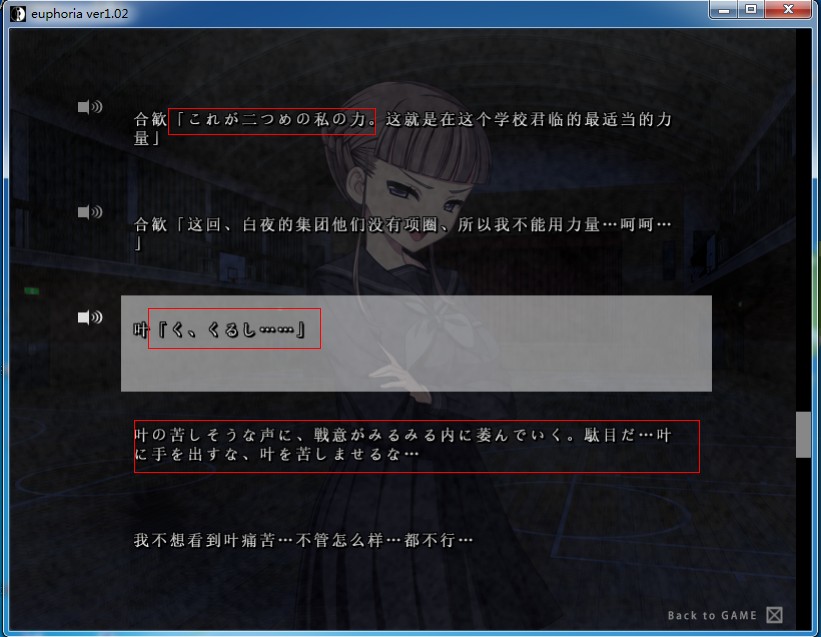 euphoria ver1.02
合歓「これが二つめの私の力。这就是在这个学校君临的最适当的力
量」
合歓「这回、白夜的集团他们没有项圈、所以我不能用力量…呵呵…
」
叶『く、くるし……』
叶の苦しそうな声に、戦意がみるみる内に萎んでいく。駄目だ…叶
に手を出すな、叶を苦しませるな…
我不想看到叶痛苦…不管怎么样…都不行…
Back to GAME